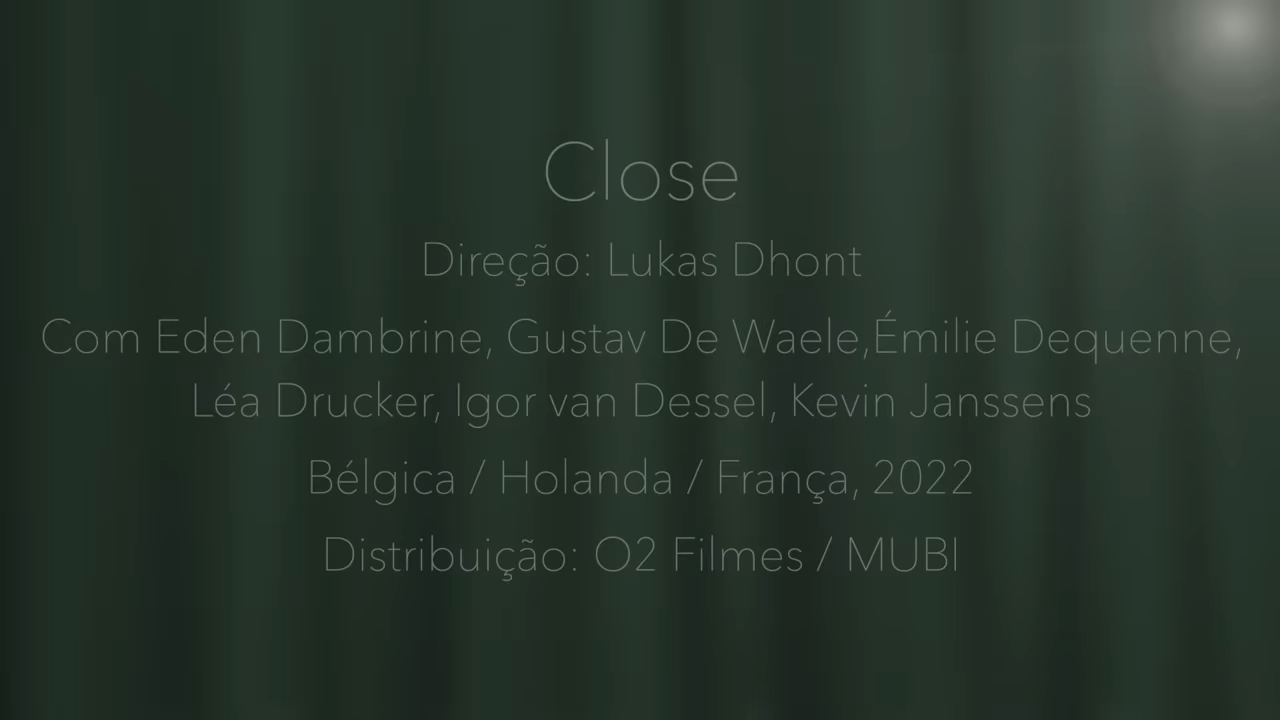 Close
Direção: Lukas Dhont
Com Eden Dambrine, Gustav De Waele,Émilie Dequenne,
Léa Drucker, Igor van Dessel, Kevin Janssens
Bélgica / Holanda / França, 2022
Distribuição: O2 Filmes / MUBI